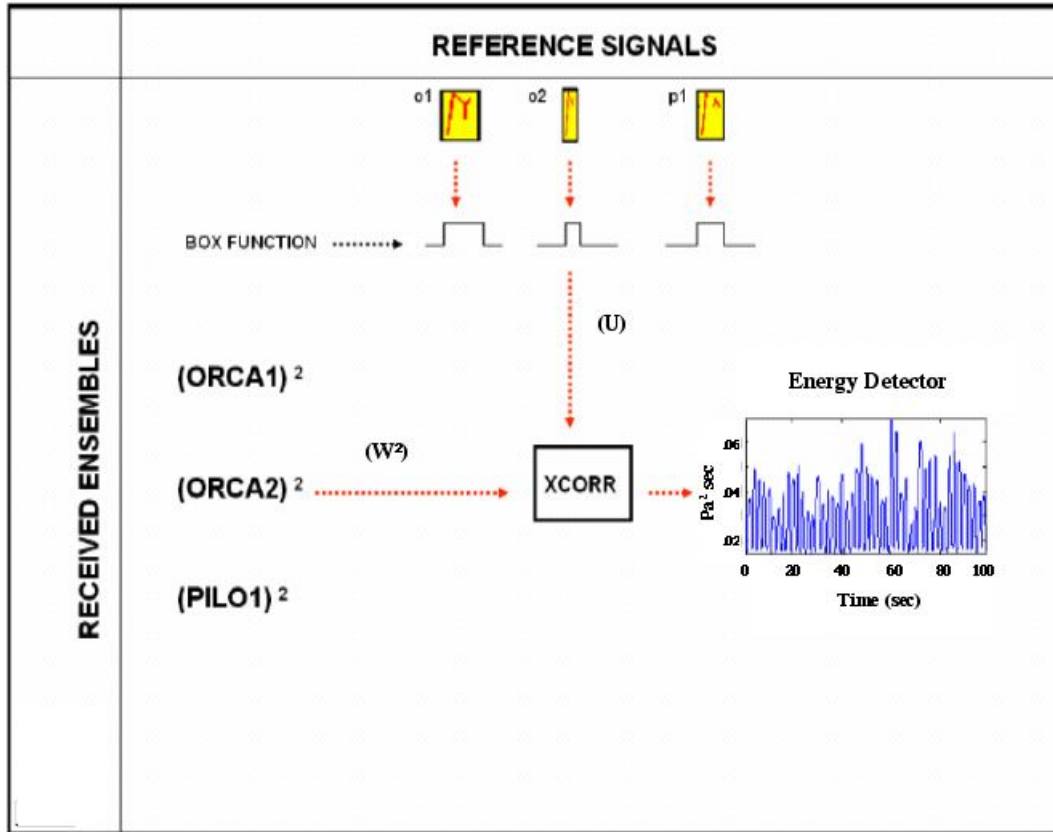 REFERENCE SIGNALS
o1
o2
p1
BOX FUNCTION
(U)
RECEIVED ENSEMBLES
(ORCA1) ²
(W²)
(ORCA2) ²
XCORR
(PILO1) ²
Energy Detector
Pa² sec
.06
.04
.02
0 20 40 60 80 100
Time (sec)